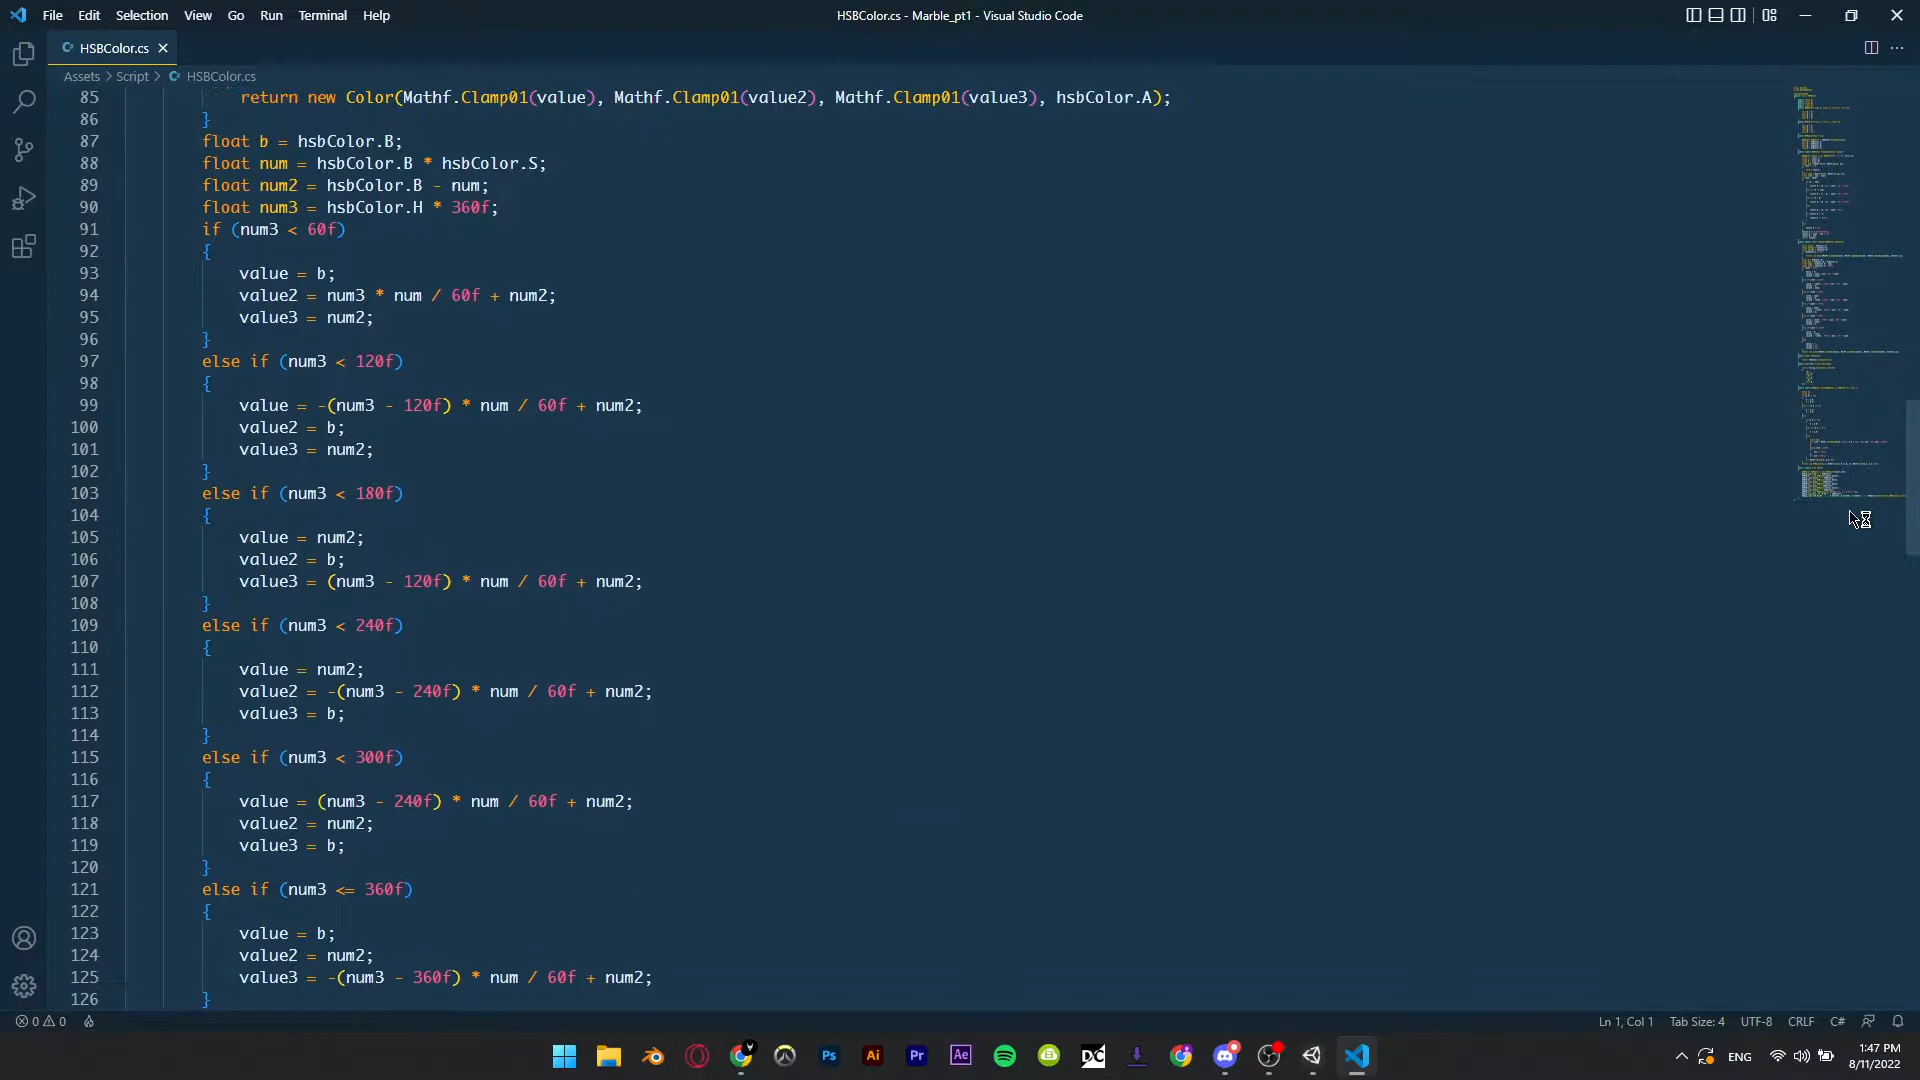 File Edit Selection View Go Run Terminal Help
HSBColor.cs - Marble_pt1 - Visual Studio Code
HSBColor.cs
Assets > Script > HSBColor.cs
85 return new Color(Mathf.Clamp01(value), Mathf.Clamp01(value2), Mathf.Clamp01(value3), hsbColor.A);
86 }
87 float b = hsbColor.B;
88 float num = hsbColor.B * hsbColor.S;
89 float num2 = hsbColor.B - num;
90 float num3 = hsbColor.H * 360f;
91 if (num3 < 60f)
92 {
93 value = b;
94 value2 = num3 * num / 60f + num2;
95 value3 = num2;
96 }
97 else if (num3 < 120f)
98 {
99 value = -(num3 - 120f) * num / 60f + num2;
100 value2 = b;
101 value3 = num2;
102 }
103 else if (num3 < 180f)
104 {
105 value = num2;
106 value2 = b;
107 value3 = (num3 - 120f) * num / 60f + num2;
108 }
109 else if (num3 < 240f)
110 {
111 value = num2;
112 value2 = -(num3 - 240f) * num / 60f + num2;
113 value3 = b;
114 }
115 else if (num3 < 300f)
116 {
117 value = (num3 - 240f) * num / 60f + num2;
118 value2 = num2;
119 value3 = b;
120 }
121 else if (num3 <= 360f)
122 {
123 value = b;
124 value2 = num2;
125 value3 = -(num3 - 360f) * num / 60f + num2;
126 }
0 0
Ln 1, Col 1 Tab Size: 4 UTF-8 CRLF C#
Ps Ai Pr Ae DC
ENG
1:47 PM
8/11/2022